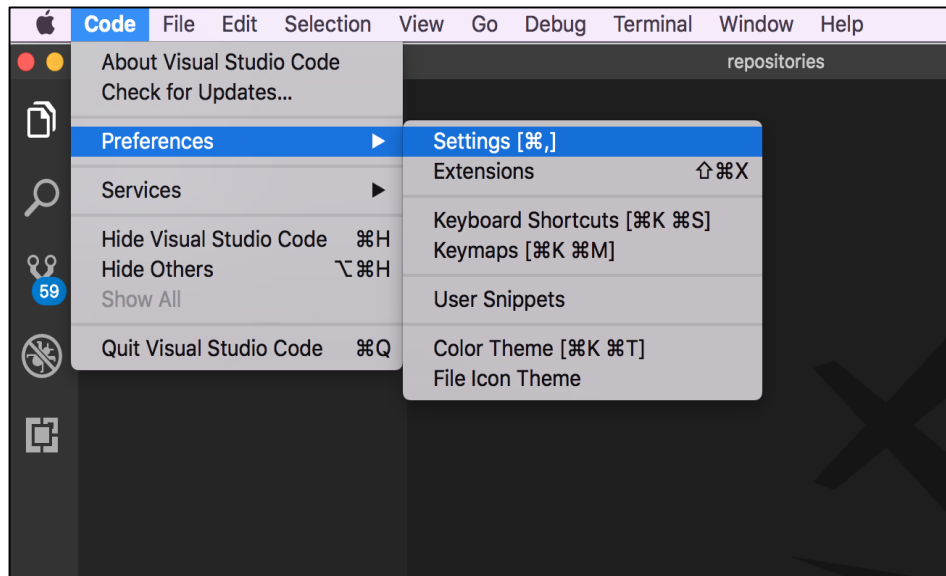 Code File Edit Selection View Go Debug Terminal Window Help
repositories
About Visual Studio Code
Check for Updates...
Preferences ▶
Services ▶
Hide Visual Studio Code ⌘H
Hide Others ⌥⌘H
Show All
Quit Visual Studio Code ⌘Q
Settings [⌘,]
Extensions ⇧⌘X
Keyboard Shortcuts [⌘K ⌘S]
Keymaps [⌘K ⌘M]
User Snippets
Color Theme [⌘K ⌘T]
File Icon Theme
59